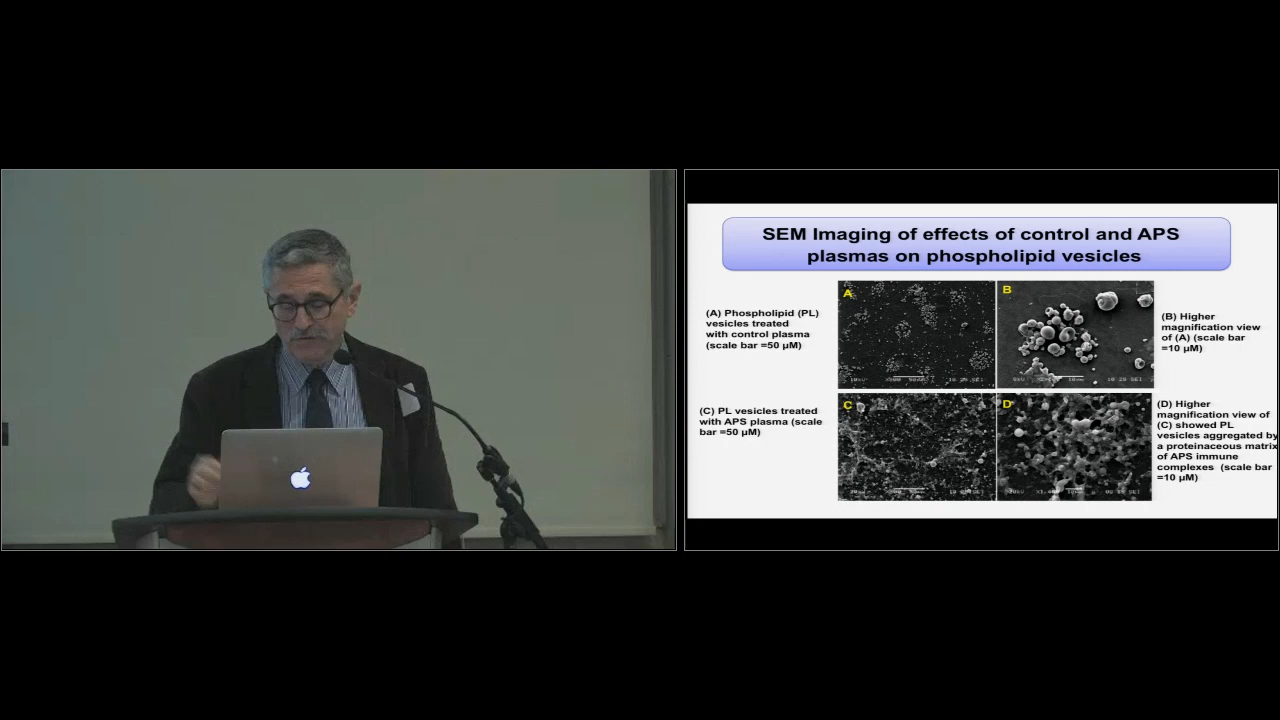 SEM Imaging of effects of control and APS
plasmas on phospholipid vesicles
(A) Phospholipid (PL)
vesicles treated
with control plasma
(scale bar =50 µM)
A
B
(B) Higher
magnification view
of (A) (scale bar
=10 µM)
(C) PL vesicles treated
with APS plasma (scale
bar =50 µM)
C
D
(D) Higher
magnification view of
(C) showed PL
vesicles aggregated by
a proteinaceous matrix
of APS immune
complexes (scale bar
=10 µM)